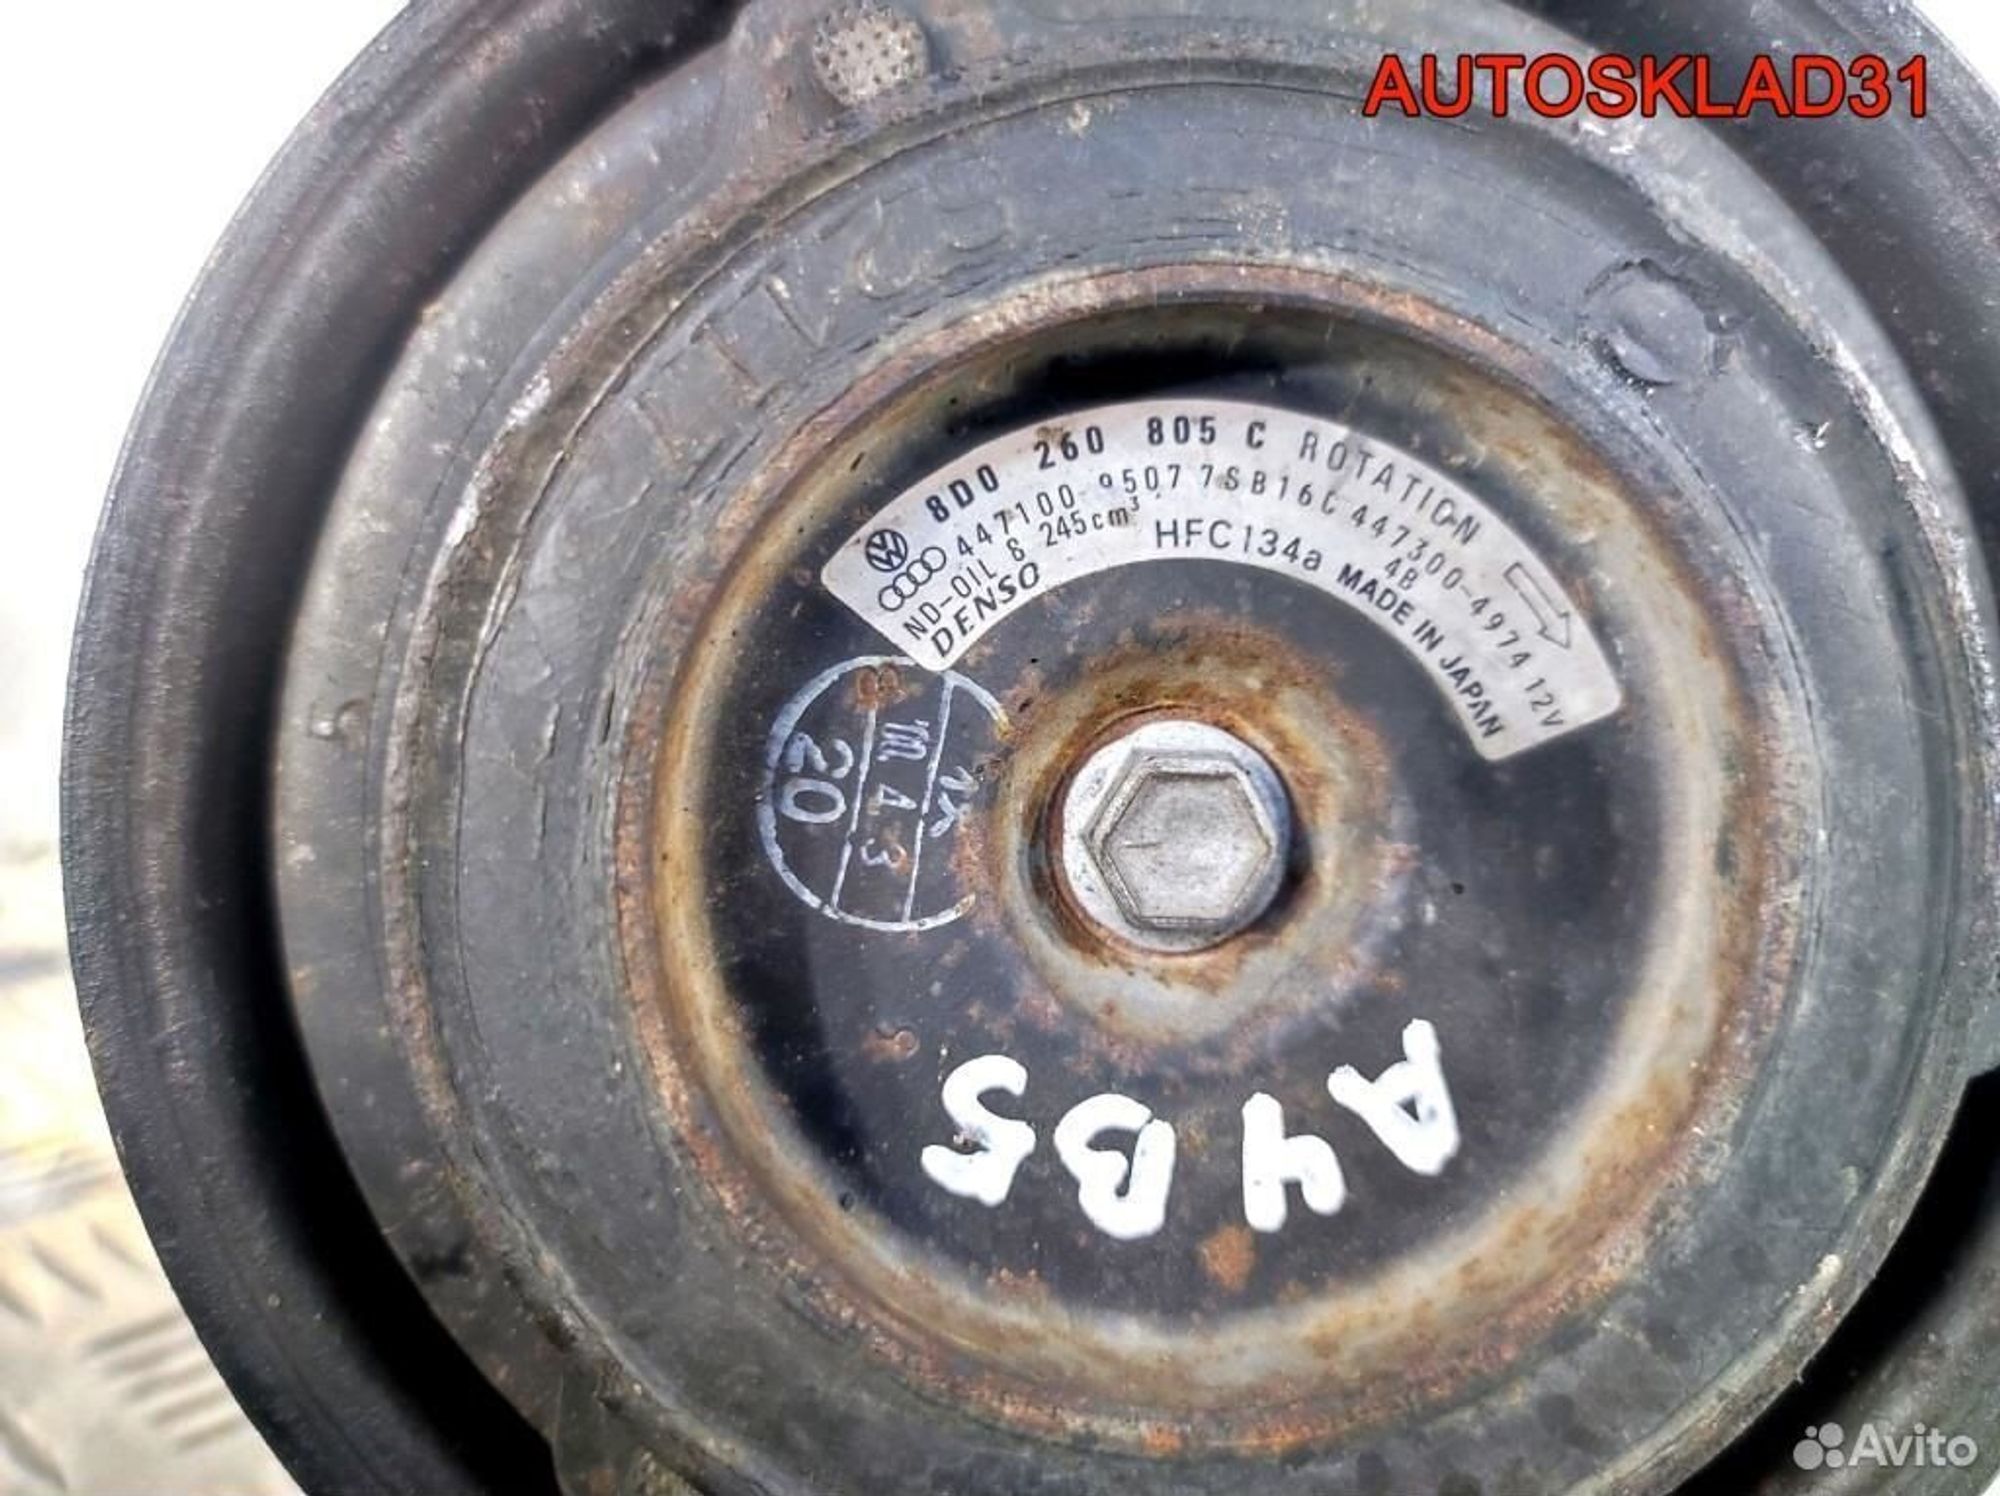 AUTOSKLAD31
8D0 260 805 C ROTATION
447100-9507 7SB16C 447300-4974 12V
ND-OIL 8 245cm³ HFC134a 4B
DENSO MADE IN JAPAN
20
A4B5
Avito